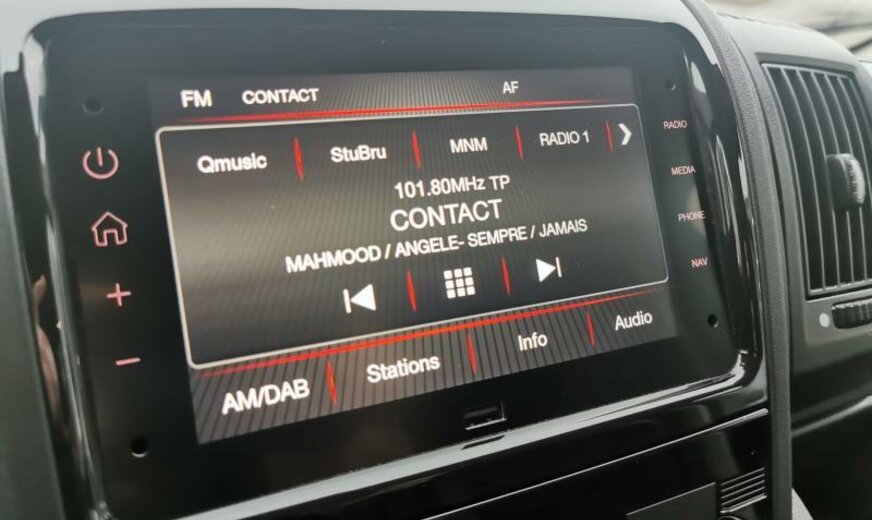 FM CONTACT AF
Qmusic StuBru MNM RADIO 1
101.80MHz TP
CONTACT
MAHMOOD / ANGELE- SEMPRE / JAMAIS
AM/DAB Stations Info Audio
RADIO
MEDIA
PHONE
NAV